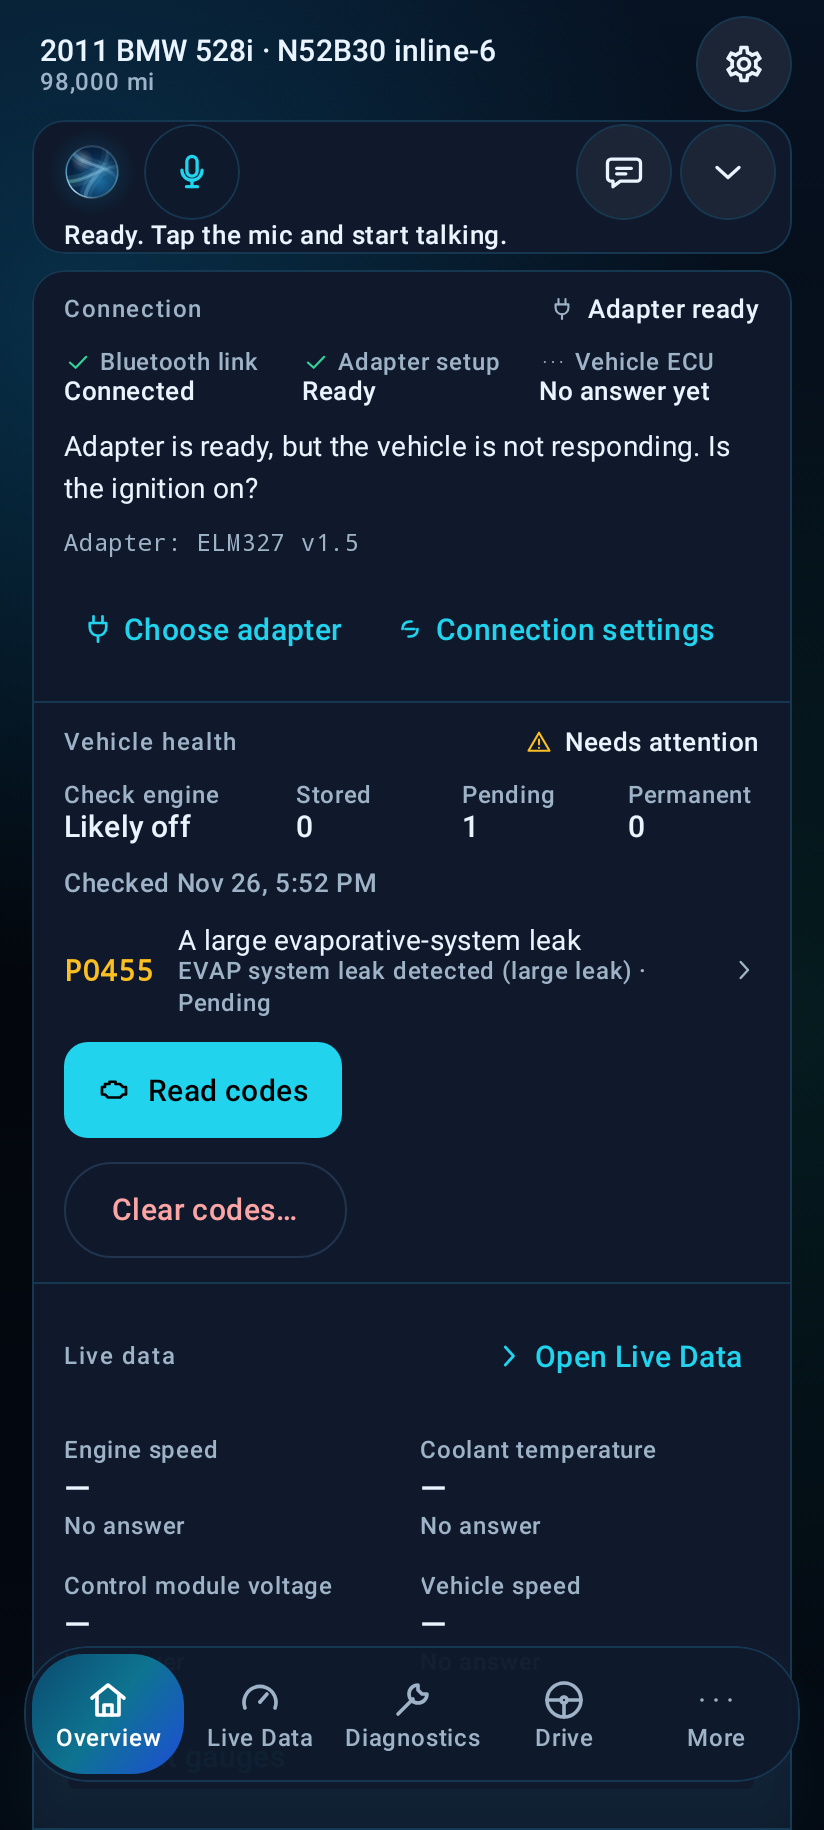 2011 BMW 528i · N52B30 inline-6
98,000 mi
Ready. Tap the mic and start talking.
Connection
Adapter ready
Bluetooth link
Connected
Adapter setup
Ready
Vehicle ECU
No answer yet
Adapter is ready, but the vehicle is not responding. Is
the ignition on?
Adapter: ELM327 v1.5
Choose adapter
Connection settings
Vehicle health
Needs attention
Check engine
Likely off
Stored
0
Pending
1
Permanent
0
Checked Nov 26, 5:52 PM
P0455
A large evaporative-system leak
EVAP system leak detected (large leak) ·
Pending
Read codes
Clear codes…
Live data
Open Live Data
Engine speed
—
No answer
Coolant temperature
—
No answer
Control module voltage
—
Vehicle speed
—
No answer
gauges
Overview
Live Data
Diagnostics
Drive
More